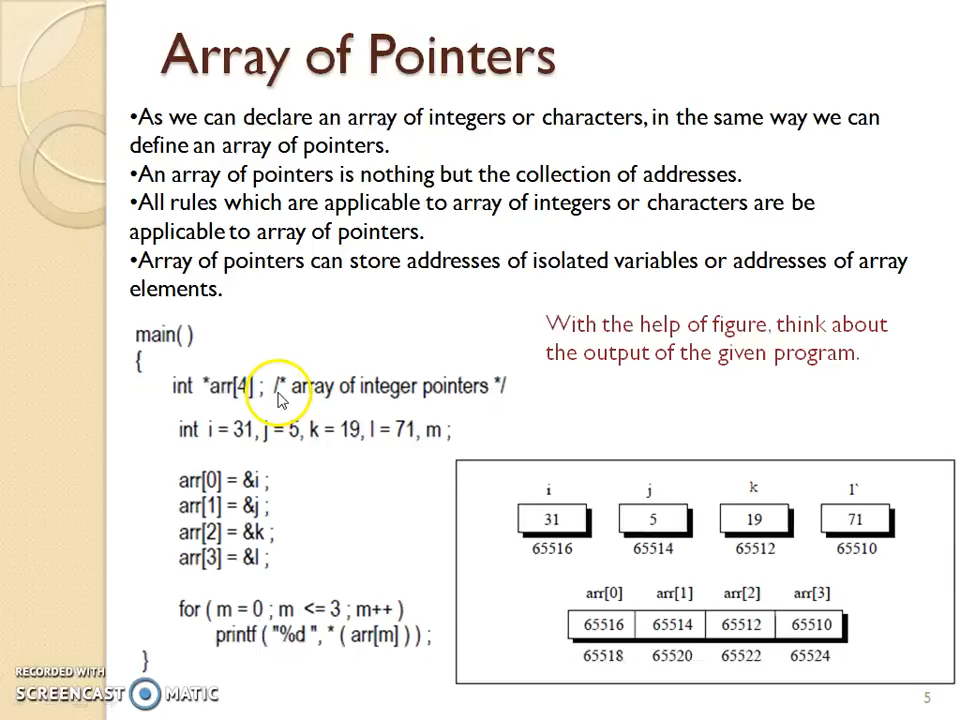 Array of Pointers
•As we can declare an array of integers or characters, in the same way we can
define an array of pointers.
•An array of pointers is nothing but the collection of addresses.
•All rules which are applicable to array of integers or characters are be
applicable to array of pointers.
•Array of pointers can store addresses of isolated variables or addresses of array
elements.
With the help of figure, think about
the output of the given program.
main( )
{
int *arr[4] ; /* array of integer pointers */
int i = 31, j = 5, k = 19, l = 71, m ;
arr[0] = &i ;
arr[1] = &j ;
arr[2] = &k ;
arr[3] = &l ;
for ( m = 0 ; m <= 3 ; m++ )
printf ( "%d ", * ( arr[m] ) ) ;
}
i j k l`
31 5 19 71
65516 65514 65512 65510
arr[0] arr[1] arr[2] arr[3]
65516 65514 65512 65510
65518 65520 65522 65524
RECORDED WITH
SCREENCAST MATIC
5